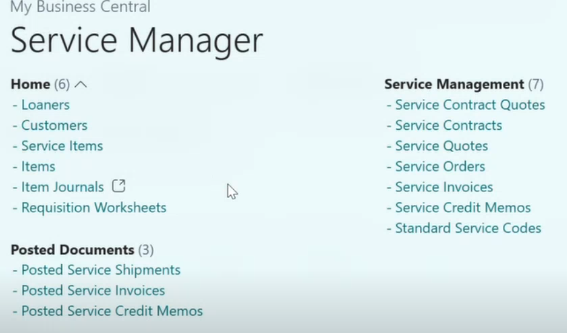 My Business Central
Service Manager
Home (6)
- Loaners
- Customers
- Service Items
- Items
- Item Journals
- Requisition Worksheets
Posted Documents (3)
- Posted Service Shipments
- Posted Service Invoices
- Posted Service Credit Memos
Service Management (7)
- Service Contract Quotes
- Service Contracts
- Service Quotes
- Service Orders
- Service Invoices
- Service Credit Memos
- Standard Service Codes